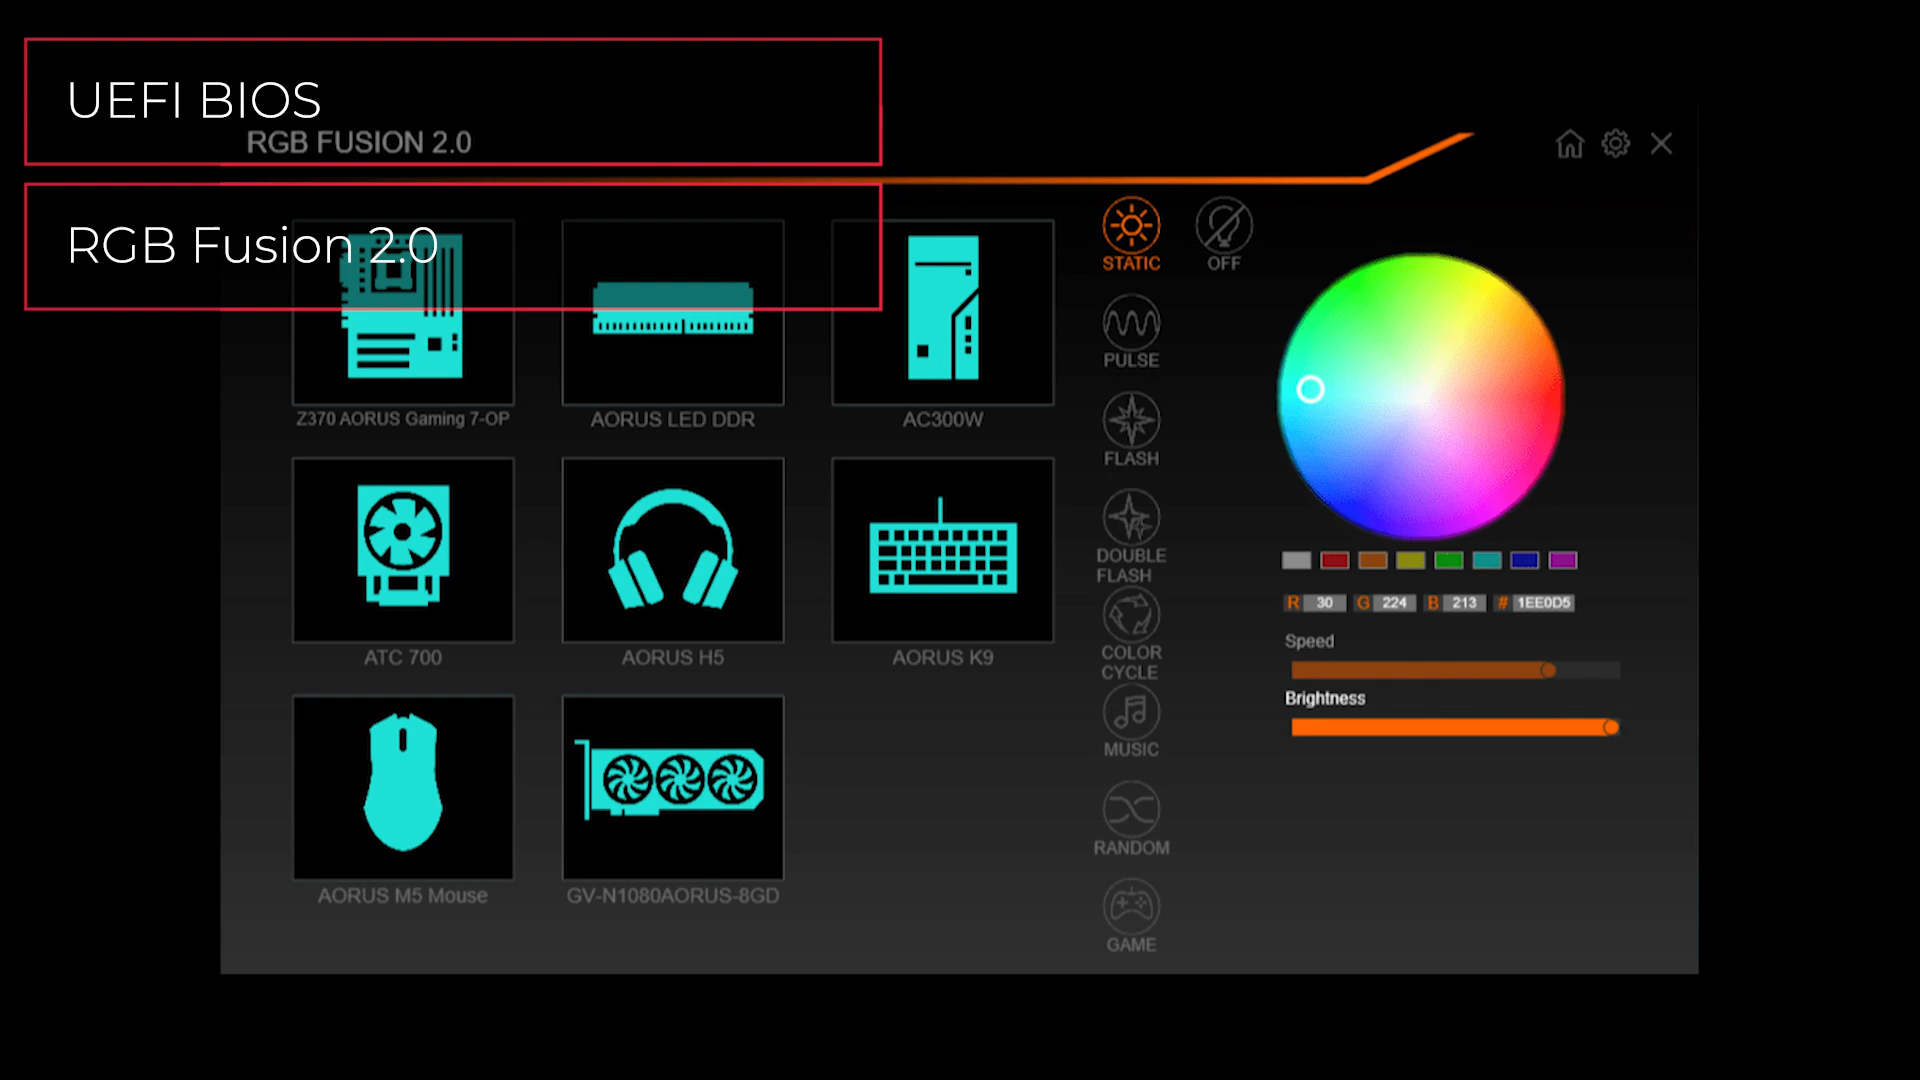 UEFI BIOS
RGB FUSION 2.0
RGB Fusion 2.0
STATIC
OFF
PULSE
Z370 AORUS Gaming 7-OP
AORUS LED DDR
AC300W
FLASH
DOUBLE
FLASH
R 30 G 224 B 213 # 1EE0D5
Speed
ATC 700
AORUS H5
AORUS K9
COLOR
CYCLE
Brightness
MUSIC
RANDOM
AORUS M5 Mouse
GV-N1080AORUS-8GD
GAME